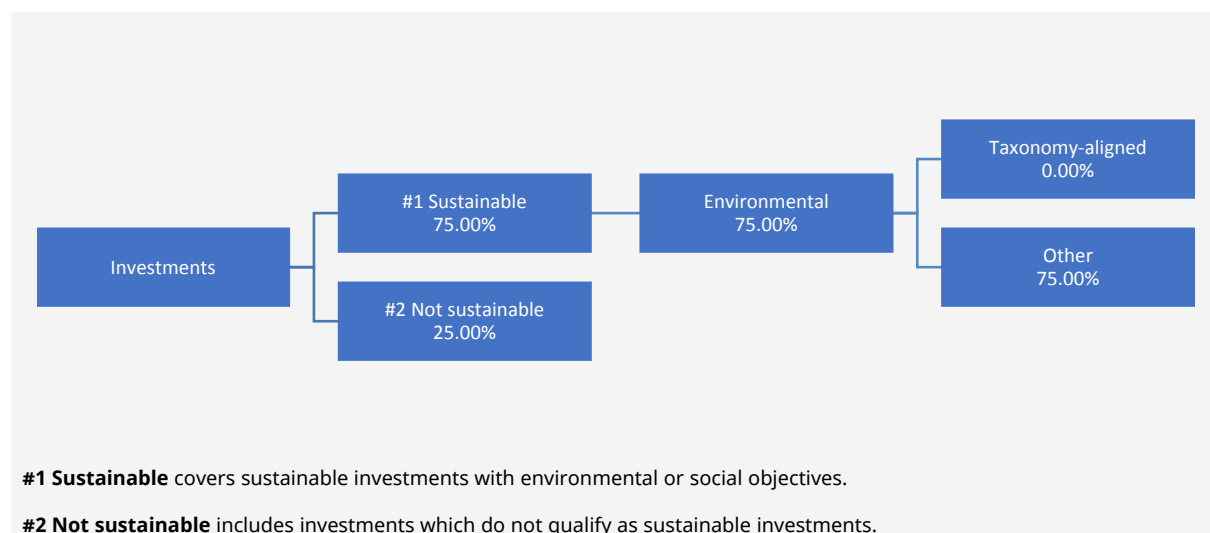 Taxonomy-aligned
0.00%
#1 Sustainable
75.00%
Environmental
75.00%
Investments
Other
75.00%
#2 Not sustainable
25.00%
#1 Sustainable covers sustainable investments with environmental or social objectives.
#2 Not sustainable includes investments which do not qualify as sustainable investments.